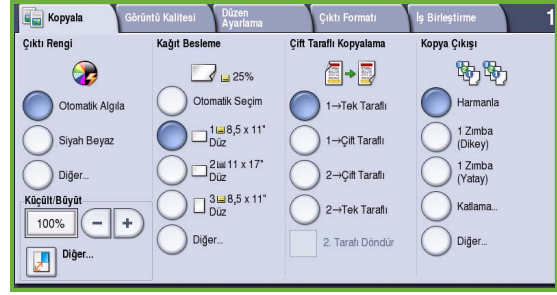 Kopyala
Görüntü Kalitesi
Düzen
Ayarlama
Çıktı Formatı
İş Birleştirme
1
Çıktı Rengi
Otomatik Algıla
Siyah Beyaz
Diğer...
Küçült/Büyüt
100%
- +
Diğer...
Kağıt Besleme
25%
Otomatik Seçim
1 8,5 x 11"
Düz
2 11 x 17"
Düz
3 8,5 x 11"
Düz
Diğer...
Çift Taraflı Kopyalama
1→Tek Taraflı
1→Çift Taraflı
2→Çift Taraflı
2→Tek Taraflı
2. Tarafı Döndür
Kopya Çıkışı
Harmanla
1 Zımba
(Dikey)
1 Zımba
(Yatay)
Katlama...
Diğer...